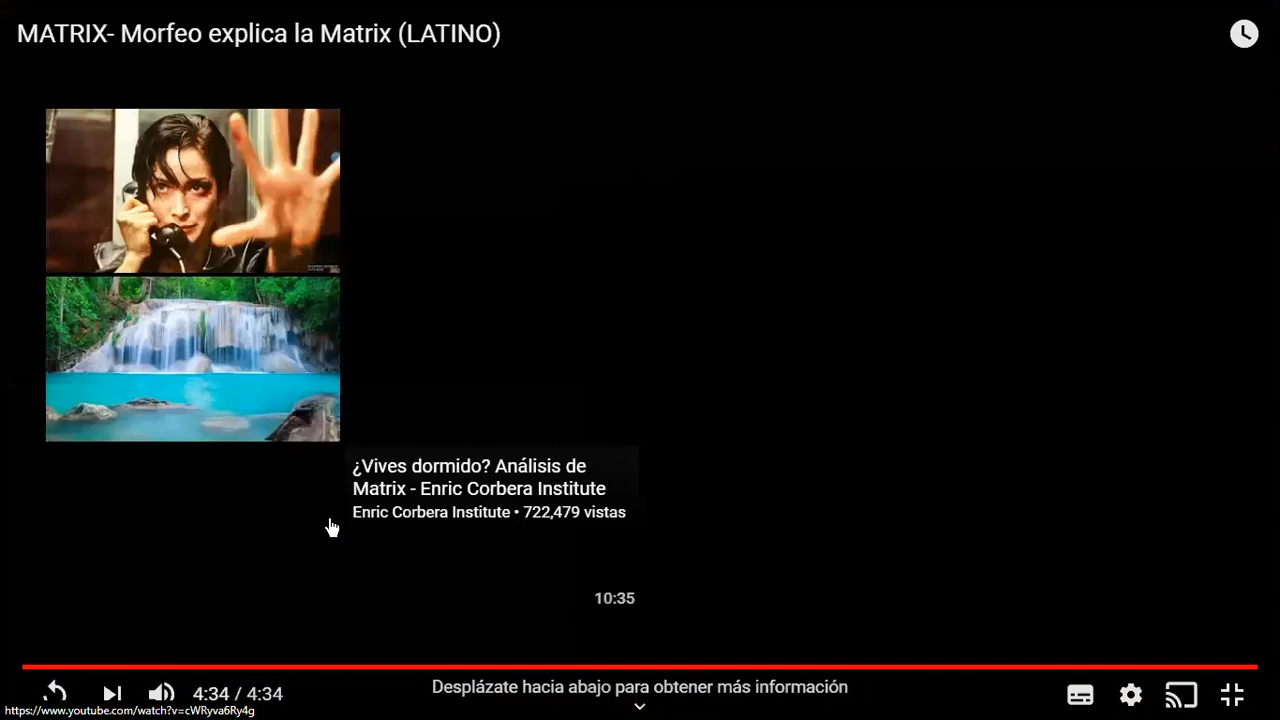 MATRIX- Morfeo explica la Matrix (LATINO)
¿Vives dormido? Análisis de
Matrix - Enric Corbera Institute
Enric Corbera Institute • 722,479 vistas
10:35
4:34 / 4:34
Desplázate hacia abajo para obtener más información
https://www.youtube.com/watch?v=cWRyva6Ry4g